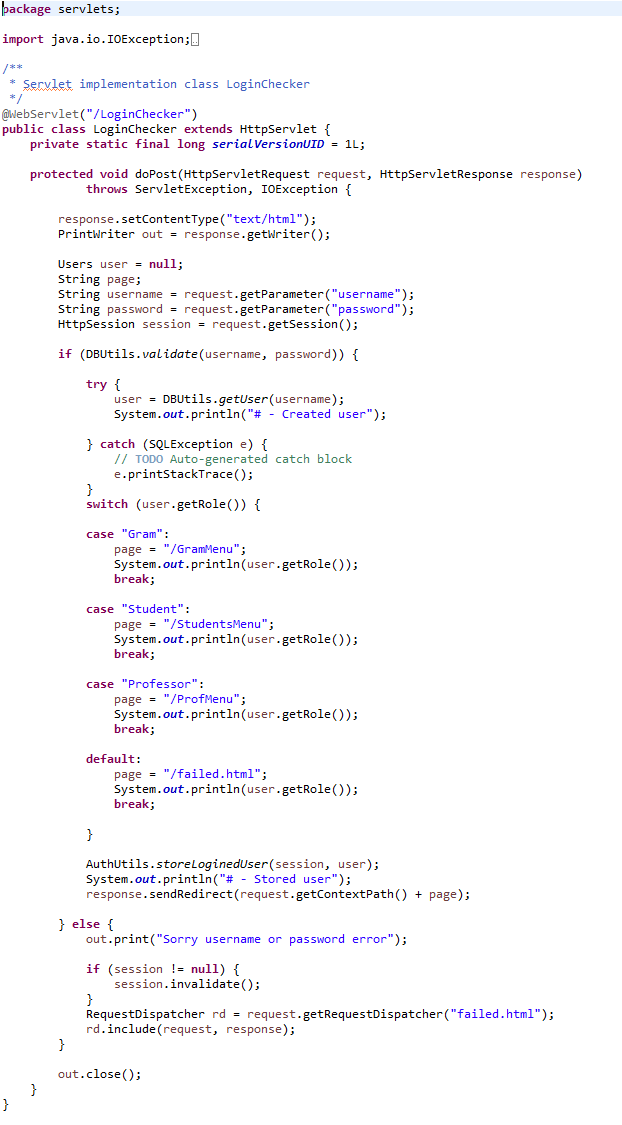 package servlets;
import java.io.IOException;
/**
 * Servlet implementation class LoginChecker
 */
@WebServlet("/LoginChecker")
public class LoginChecker extends HttpServlet {
    private static final long serialVersionUID = 1L;
    protected void doPost(HttpServletRequest request, HttpServletResponse response)
            throws ServletException, IOException {
        response.setContentType("text/html");
        PrintWriter out = response.getWriter();
        Users user = null;
        String page;
        String username = request.getParameter("username");
        String password = request.getParameter("password");
        HttpSession session = request.getSession();
        if (DBUtils.validate(username, password)) {
            try {
                user = DBUtils.getUser(username);
                System.out.println("# - Created user");
            } catch (SQLException e) {
                // TODO Auto-generated catch block
                e.printStackTrace();
            }
            switch (user.getRole()) {
            case "Gram":
                page = "/GramMenu";
                System.out.println(user.getRole());
                break;
            case "Student":
                page = "/StudentsMenu";
                System.out.println(user.getRole());
                break;
            case "Professor":
                page = "/ProfMenu";
                System.out.println(user.getRole());
                break;
            default:
                page = "/failed.html";
                System.out.println(user.getRole());
                break;
            }
            AuthUtils.storeLoginedUser(session, user);
            System.out.println("# - Stored user");
            response.sendRedirect(request.getContextPath() + page);
        } else {
            out.print("Sorry username or password error");
            if (session != null) {
                session.invalidate();
            }
            RequestDispatcher rd = request.getRequestDispatcher("failed.html");
            rd.include(request, response);
        }
        out.close();
    }
}